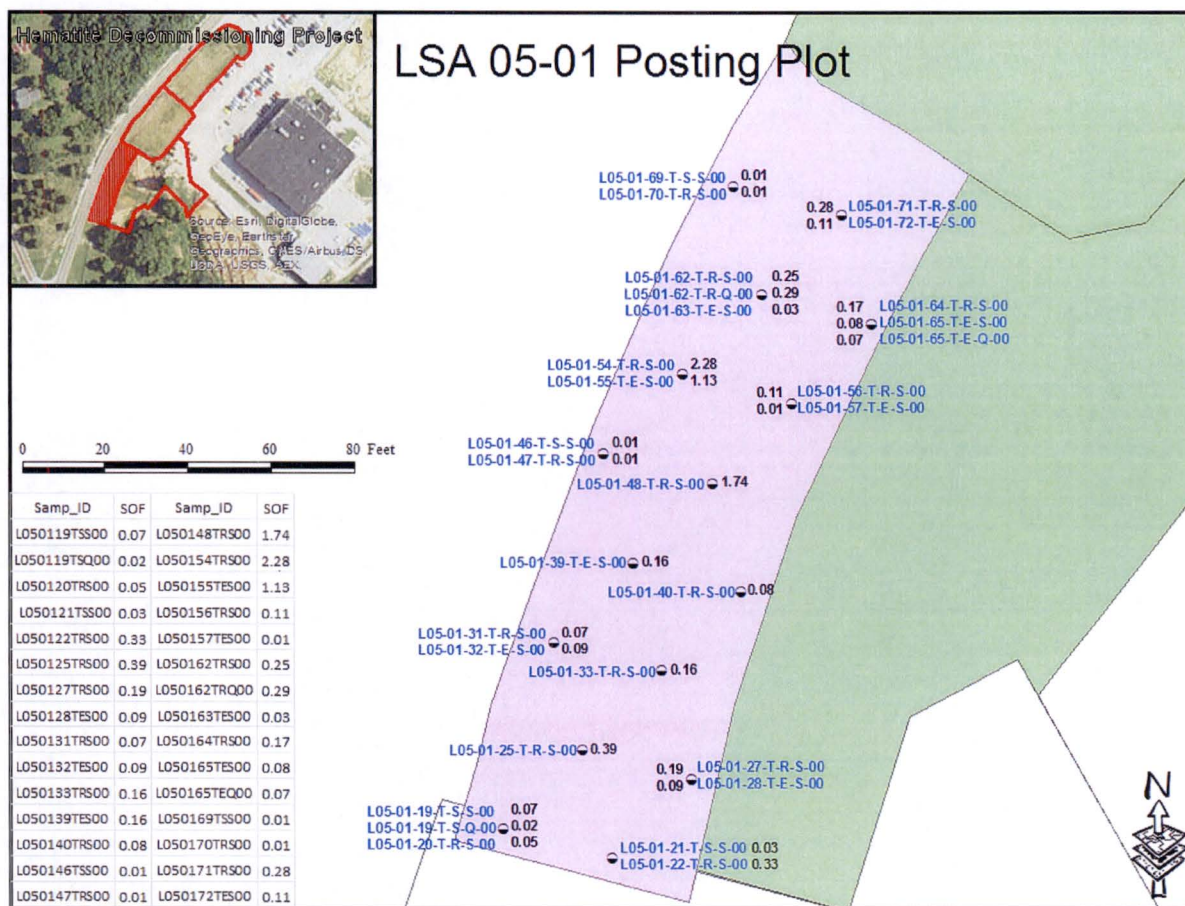 Hematite Decommissioning Project
LSA 05-01 Posting Plot
Source: Esri, DigitalGlobe,
GeoEye, Earthstar
Geographics, CNES/Airbus DS,
USDA, USGS, AEX,
L05-01-69-T-S-S-00 0.01
L05-01-70-T-R-S-00 0.01
0.28 L05-01-71-T-R-S-00
0.11 L05-01-72-T-E-S-00
L05-01-62-T-R-S-00 0.25
L05-01-62-T-R-Q-00 0.29
L05-01-63-T-E-S-00 0.03
0.17 L05-01-64-T-R-S-00
0.08 L05-01-65-T-E-S-00
0.07 L05-01-65-T-E-Q-00
L05-01-54-T-R-S-00 2.28
L05-01-55-T-E-S-00 1.13
0.11 L05-01-56-T-R-S-00
0.01 L05-01-57-T-E-S-00
L05-01-46-T-S-S-00 0.01
L05-01-47-T-R-S-00 0.01
L05-01-48-T-R-S-00 1.74
0 20 40 60 80 Feet
L05-01-39-T-E-S-00 0.16
L05-01-40-T-R-S-00 0.08
L05-01-31-T-R-S-00 0.07
L05-01-32-T-E-S-00 0.09
L05-01-33-T-R-S-00 0.16
L05-01-25-T-R-S-00 0.39
0.19 L05-01-27-T-R-S-00
0.09 L05-01-28-T-E-S-00
L05-01-19-T-S-S-00 0.07
L05-01-19-T-S-Q-00 0.02
L05-01-20-T-R-S-00 0.05
L05-01-21-T-S-S-00 0.03
L05-01-22-T-R-S-00 0.33
Samp_ID SOF Samp_ID SOF
L050119TSS00 0.07 L050148TRS00 1.74
L050119TSQ00 0.02 L050154TRS00 2.28
L050120TRS00 0.05 L050155TES00 1.13
L050121TSS00 0.03 L050156TRS00 0.11
L050122TRS00 0.33 L050157TES00 0.01
L050125TRS00 0.39 L050162TRS00 0.25
L050127TRS00 0.19 L050162TRQ00 0.29
L050128TES00 0.09 L050163TES00 0.03
L050131TRS00 0.07 L050164TRS00 0.17
L050132TES00 0.09 L050165TES00 0.08
L050133TRS00 0.16 L050165TEQ00 0.07
L050139TES00 0.16 L050169TSS00 0.01
L050140TRS00 0.08 L050170TRS00 0.01
L050146TSS00 0.01 L050171TRS00 0.28
L050147TRS00 0.01 L050172TES00 0.11
N